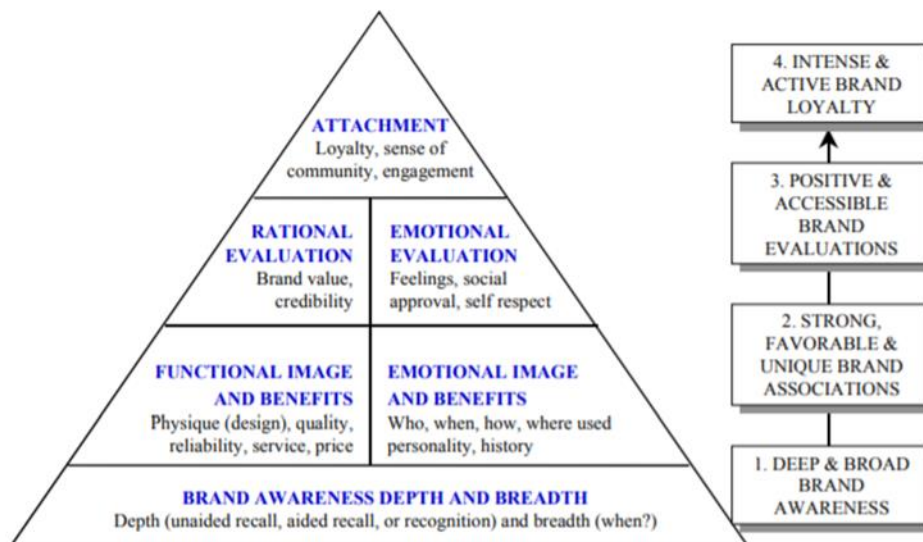 ATTACHMENT
Loyalty, sense of
community, engagement
RATIONAL
EVALUATION
Brand value,
credibility
EMOTIONAL
EVALUATION
Feelings, social
approval, self respect
FUNCTIONAL IMAGE
AND BENEFITS
Physique (design), quality,
reliability, service, price
EMOTIONAL IMAGE
AND BENEFITS
Who, when, how, where used
personality, history
BRAND AWARENESS DEPTH AND BREADTH
Depth (unaided recall, aided recall, or recognition) and breadth (when?)
4. INTENSE &
ACTIVE BRAND
LOYALTY
3. POSITIVE &
ACCESSIBLE
BRAND
EVALUATIONS
2. STRONG,
FAVORABLE &
UNIQUE BRAND
ASSOCIATIONS
1. DEEP & BROAD
BRAND
AWARENESS